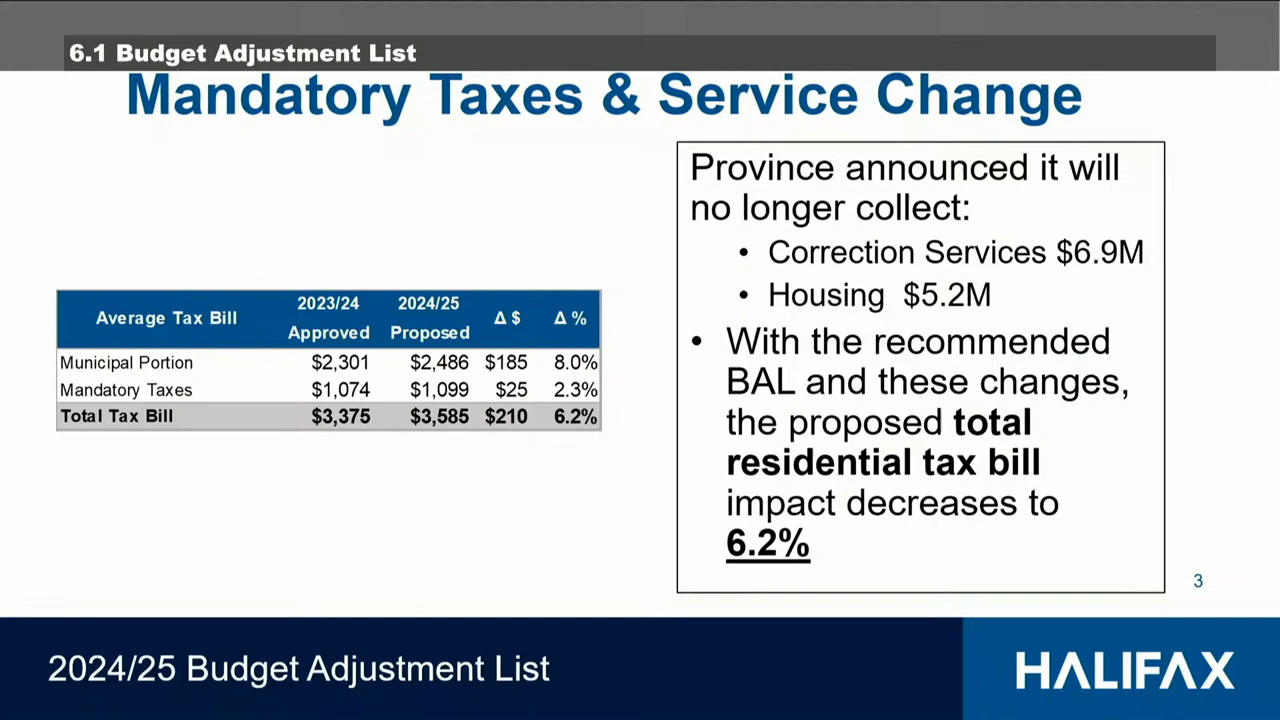 6.1 Budget Adjustment List
Mandatory Taxes & Service Change
Average Tax Bill 2023/24 Approved 2024/25 Proposed Δ $ Δ %
Municipal Portion $2,301 $2,486 $185 8.0%
Mandatory Taxes $1,074 $1,099 $25 2.3%
Total Tax Bill $3,375 $3,585 $210 6.2%
Province announced it will
no longer collect:
• Correction Services $6.9M
• Housing $5.2M
• With the recommended
BAL and these changes,
the proposed total
residential tax bill
impact decreases to
6.2%
3
2024/25 Budget Adjustment List
HALIFAX